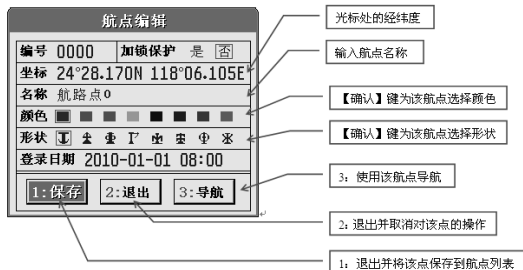 航点编辑
编号 0000 加锁保护 是 否
坐标 24°28.170N 118°06.105E
名称 航路点0
颜色
形状
登录日期 2010-01-01 08:00
1:保存 2:退出 3:导航
光标处的经纬度
输入航点名称
【确认】键为该航点选择颜色
【确认】键为该航点选择形状
3: 使用该航点导航
2: 退出并取消对该点的操作
1: 退出并将该点保存到航点列表